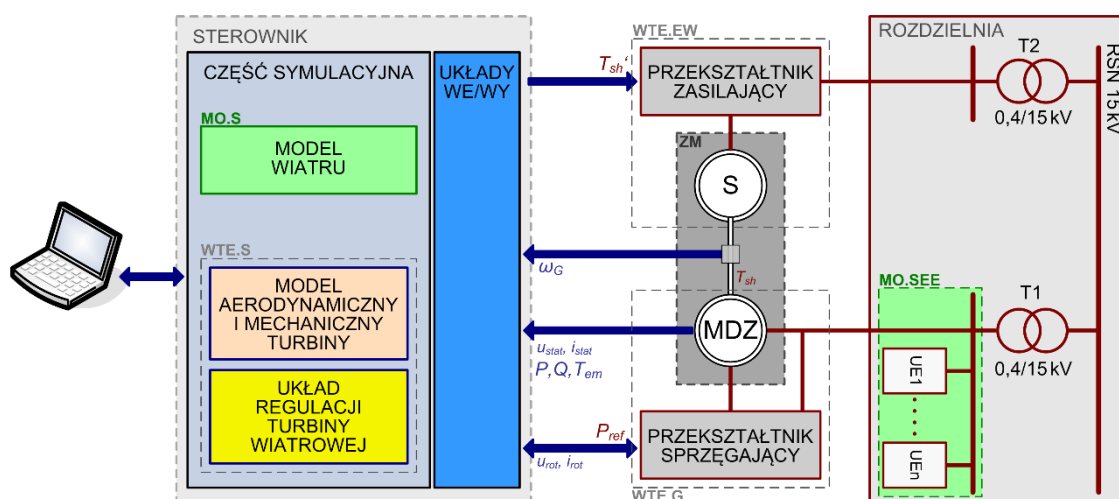 STEROWNIK
CZĘŚĆ SYMULACYJNA
MO.S
MODEL
WIATRU
WTE.S
MODEL
AERODYNAMICZNY
I MECHANICZNY
TURBINY
UKŁAD
REGULACJI
TURBINY
WIATROWEJ
UKŁADY
WE/WY
Tsh‘
ωG
ustat, istat
P,Q,Tem
Pref
urot, irot
WTE.EW
PRZEKSZTAŁTNIK
ZASILAJĄCY
ZM
S
Tsh
MDZ
PRZEKSZTAŁTNIK
SPRZĘGAJĄCY
WTE.G
ROZDZIELNIA
T2
0,4/15 kV
RSN 15 kV
MO.SEE
UE1
UEn
T1
0,4/15 kV